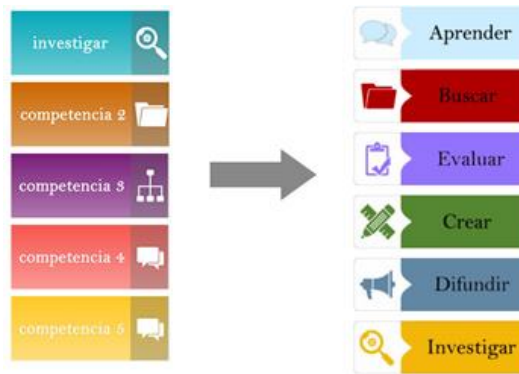 investigar
competencia 2
competencia 3
competencia 4
competencia 5
Aprender
Buscar
Evaluar
Crear
Difundir
Investigar